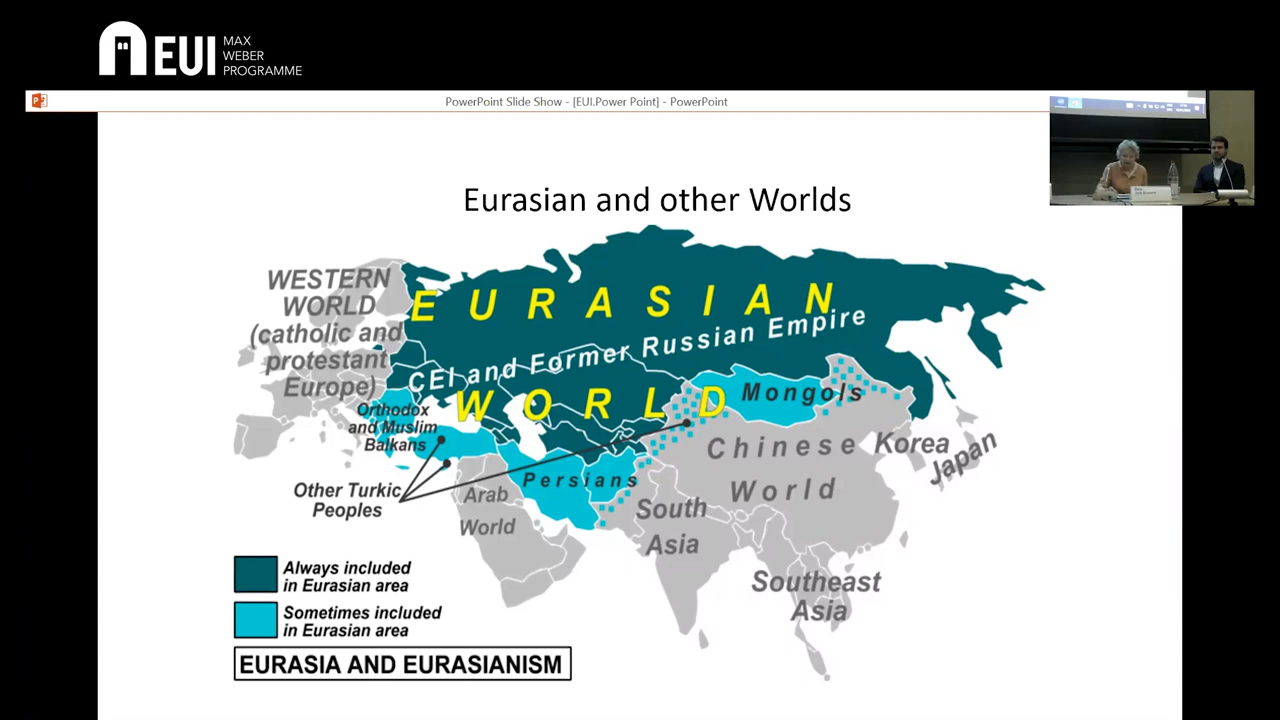 EUI
MAX
WEBER
PROGRAMME
PowerPoint Slide Show - [EUI.Power Point] - PowerPoint
Eurasian and other Worlds
WESTERN
WORLD
(catholic and
protestant
Europe)
EURASIAN
CEI and Former Russian Empire
WORLD
Mongols
Orthodox
and Muslim
Balkans
Chinese
World
Korea
Japan
Persians
Other Turkic
Peoples
Arab
World
South
Asia
Southeast
Asia
Always included
in Eurasian area
Sometimes included
in Eurasian area
EURASIA AND EURASIANISM